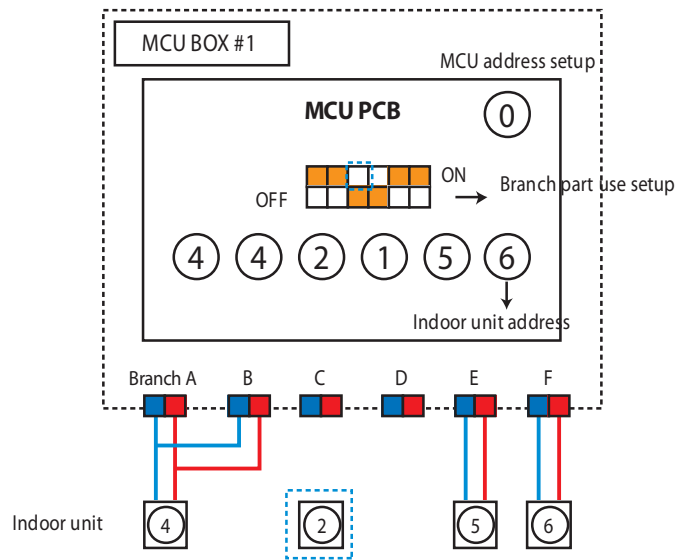 MCU BOX #1
MCU address setup
MCU PCB
0
ON
OFF
Branch part use setup
4 4 2 1 5 6
Indoor unit address
Branch A B C D E F
Indoor unit
4 2 5 6